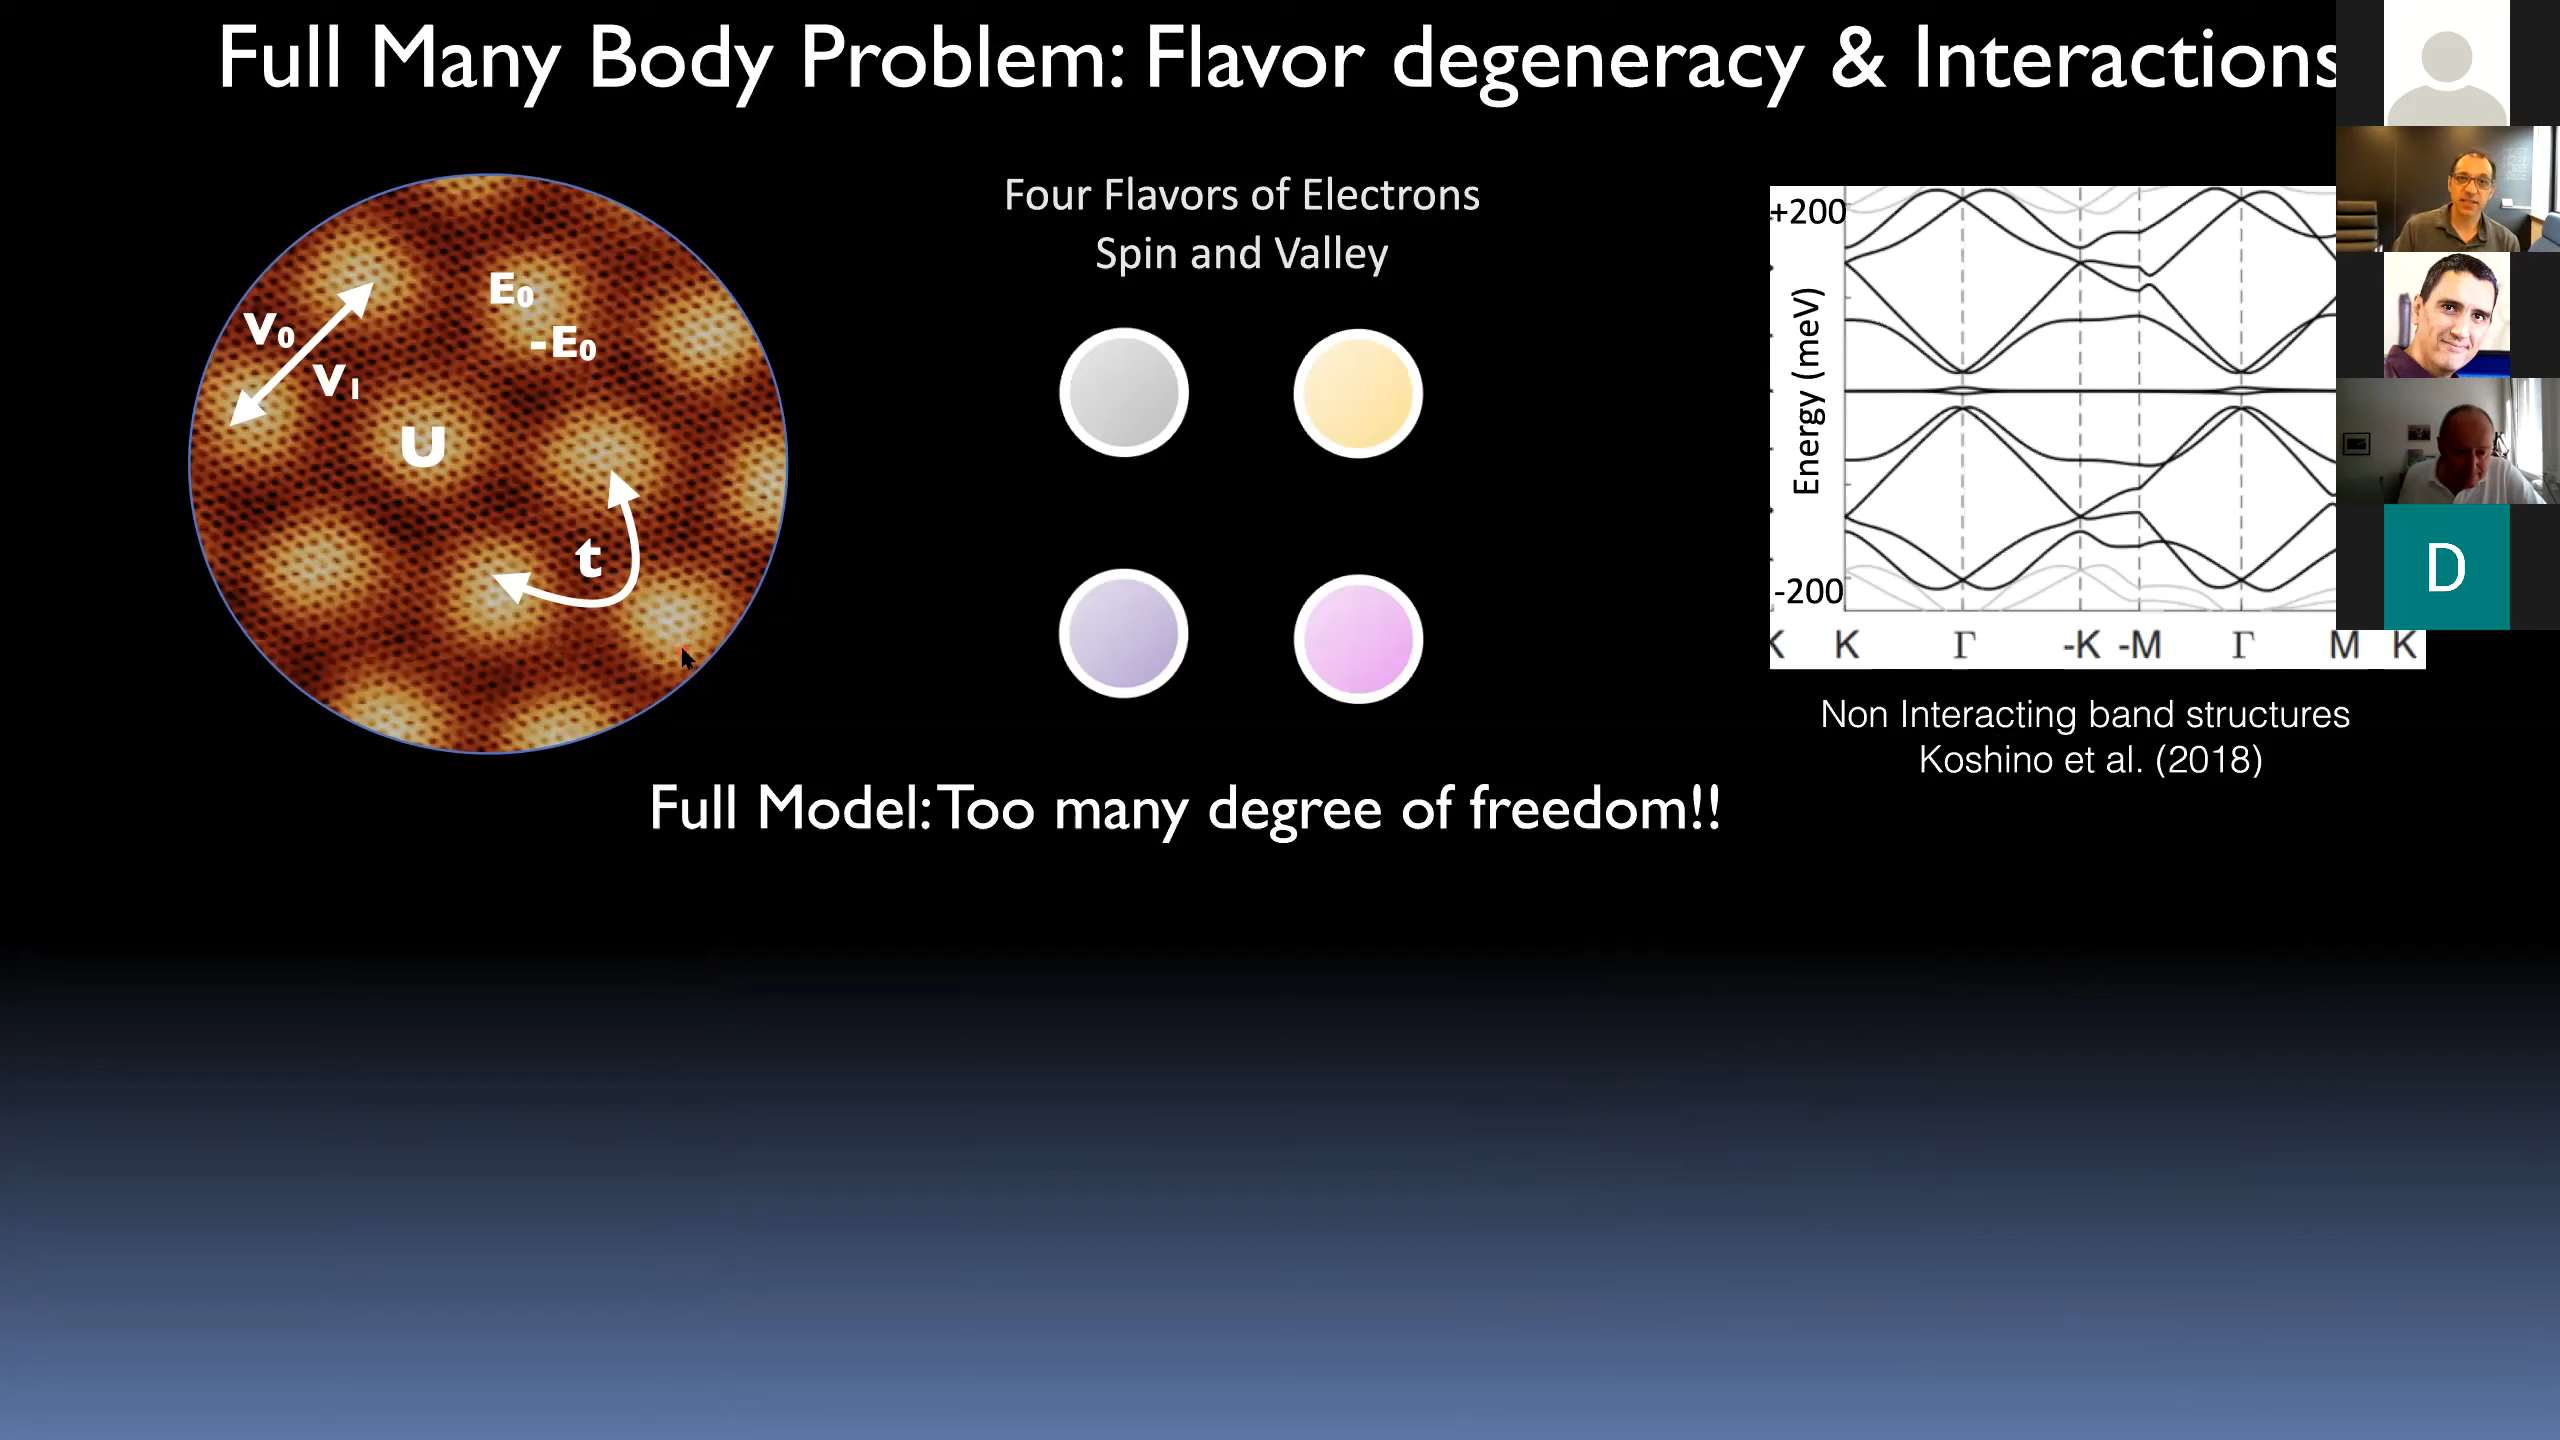 Full Many Body Problem: Flavor degeneracy & Interactions
Four Flavors of Electrons
Spin and Valley
E₀
-E₀
V₀
V₁
U
t
+200
Energy (meV)
-200
K K Γ -K -M Γ M K
Non Interacting band structures
Koshino et al. (2018)
Full Model: Too many degree of freedom!!
D